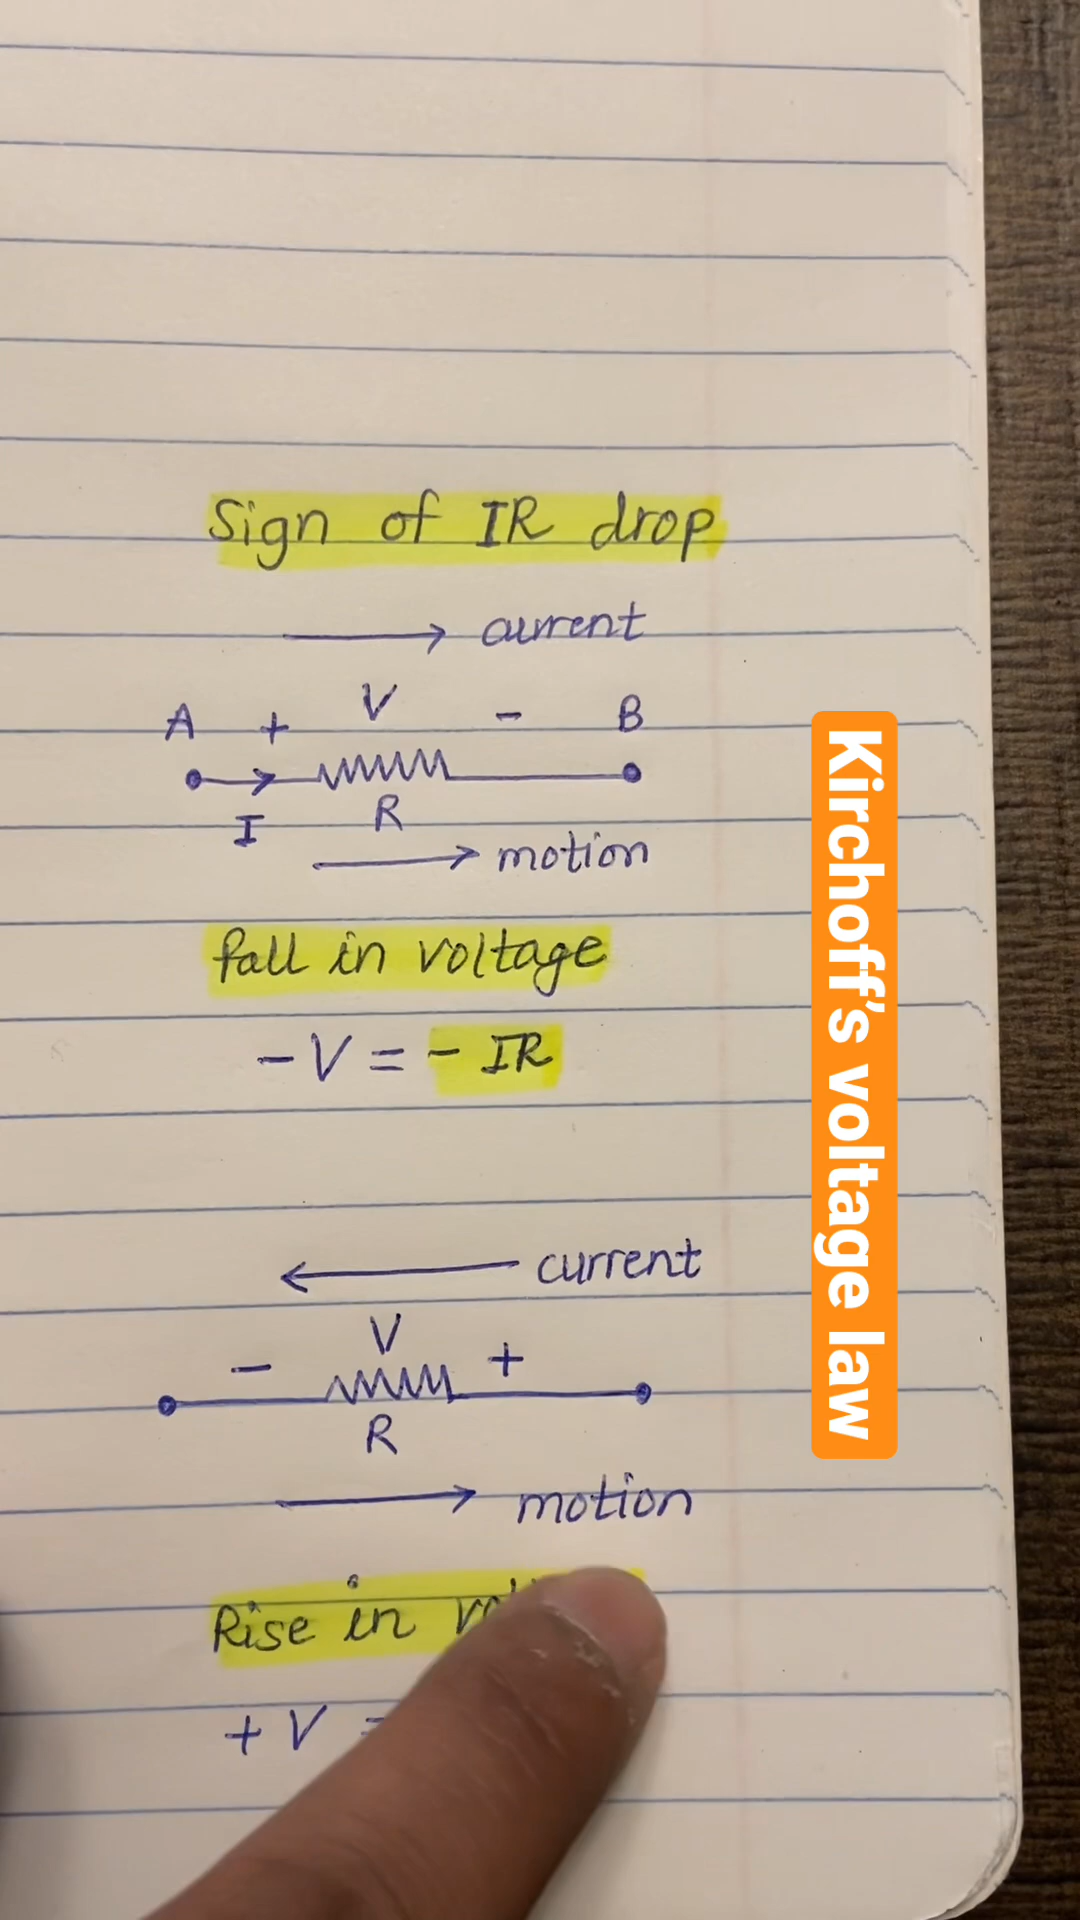 Sign of IR drop
current
A + V - B
I R
motion
fall in voltage
- V = - IR
current
- V +
R
motion
Rise in
+ V =
Kirchoff's voltage law